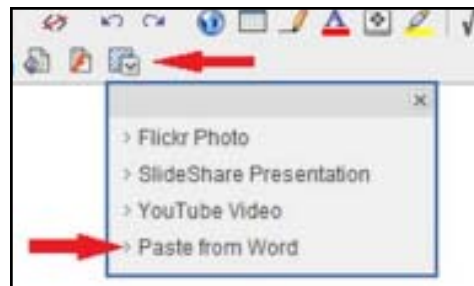 > Flickr Photo
> SlideShare Presentation
> YouTube Video
> Paste from Word